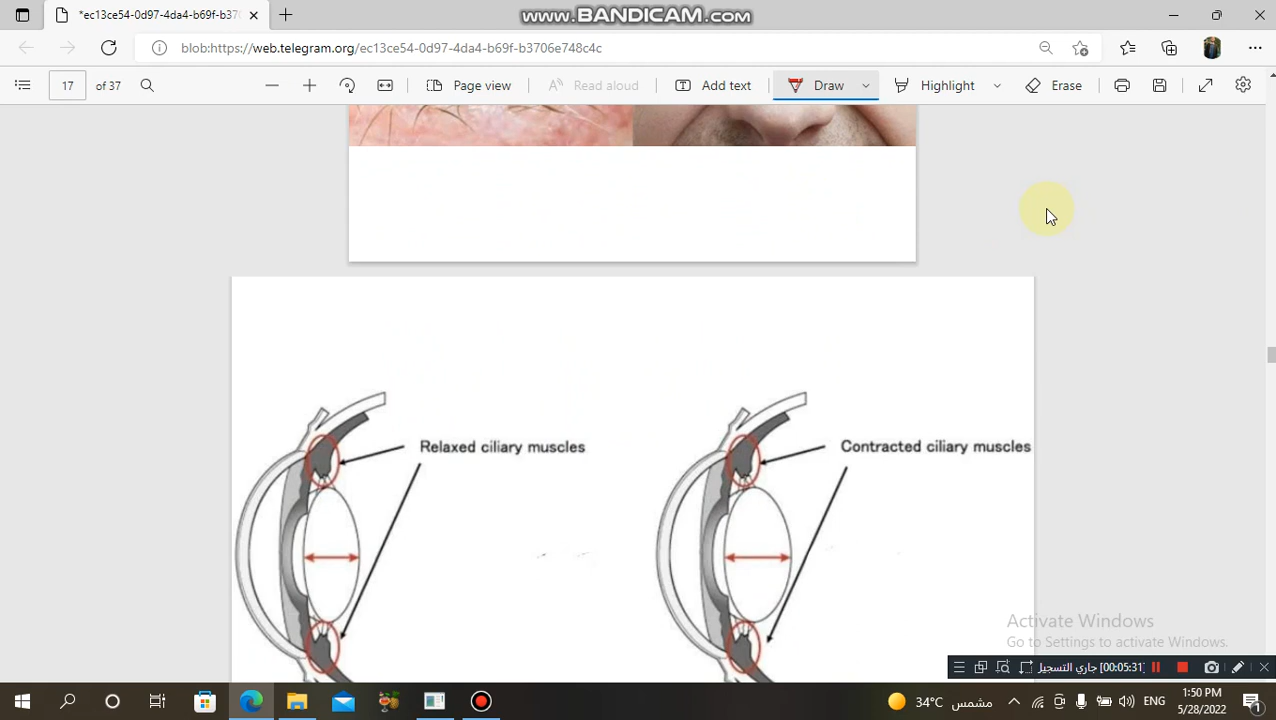 www.BANDICAM.com
*ec13ce54-0d97-4da4-b69f-b370
blob:https://web.telegram.org/ec13ce54-0d97-4da4-b69f-b3706e748c4c
17 of 37
Page view
Read aloud
Add text
Draw
Highlight
Erase
Relaxed ciliary muscles
Contracted ciliary muscles
Activate Windows
Go to Settings to activate Windows.
جاري التسجيل [00:05:31]
34°C مشمس
ENG
1:50 PM
5/28/2022
1